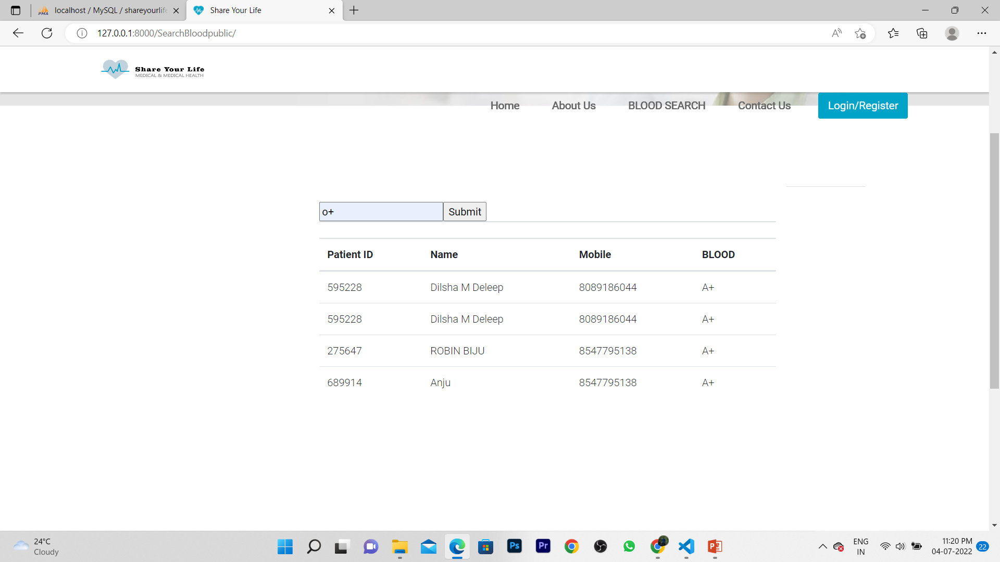 localhost / MySQL / shareyourlife
Share Your Life
127.0.0.1:8000/SearchBloodpublic/
Share Your Life
MEDICAL & MEDICAL HEALTH
Home About Us BLOOD SEARCH Contact Us Login/Register
o+ Submit
Patient ID Name Mobile BLOOD
595228 Dilsha M Deleep 8089186044 A+
595228 Dilsha M Deleep 8089186044 A+
275647 ROBIN BIJU 8547795138 A+
689914 Anju 8547795138 A+
24°C
Cloudy
Ps
Pr
ENG
IN
11:20 PM
04-07-2022
22